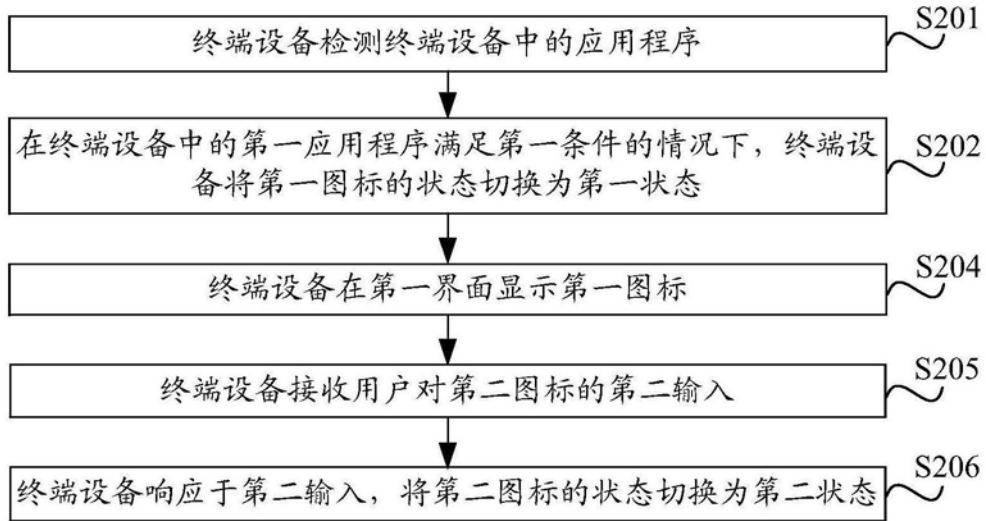 终端设备检测终端设备中的应用程序
S201
在终端设备中的第一应用程序满足第一条件的情况下，终端设
备将第一图标的状态切换为第一状态
S202
终端设备在第一界面显示第一图标
S204
终端设备接收用户对第二图标的第二输入
S205
终端设备响应于第二输入，将第二图标的状态切换为第二状态
S206